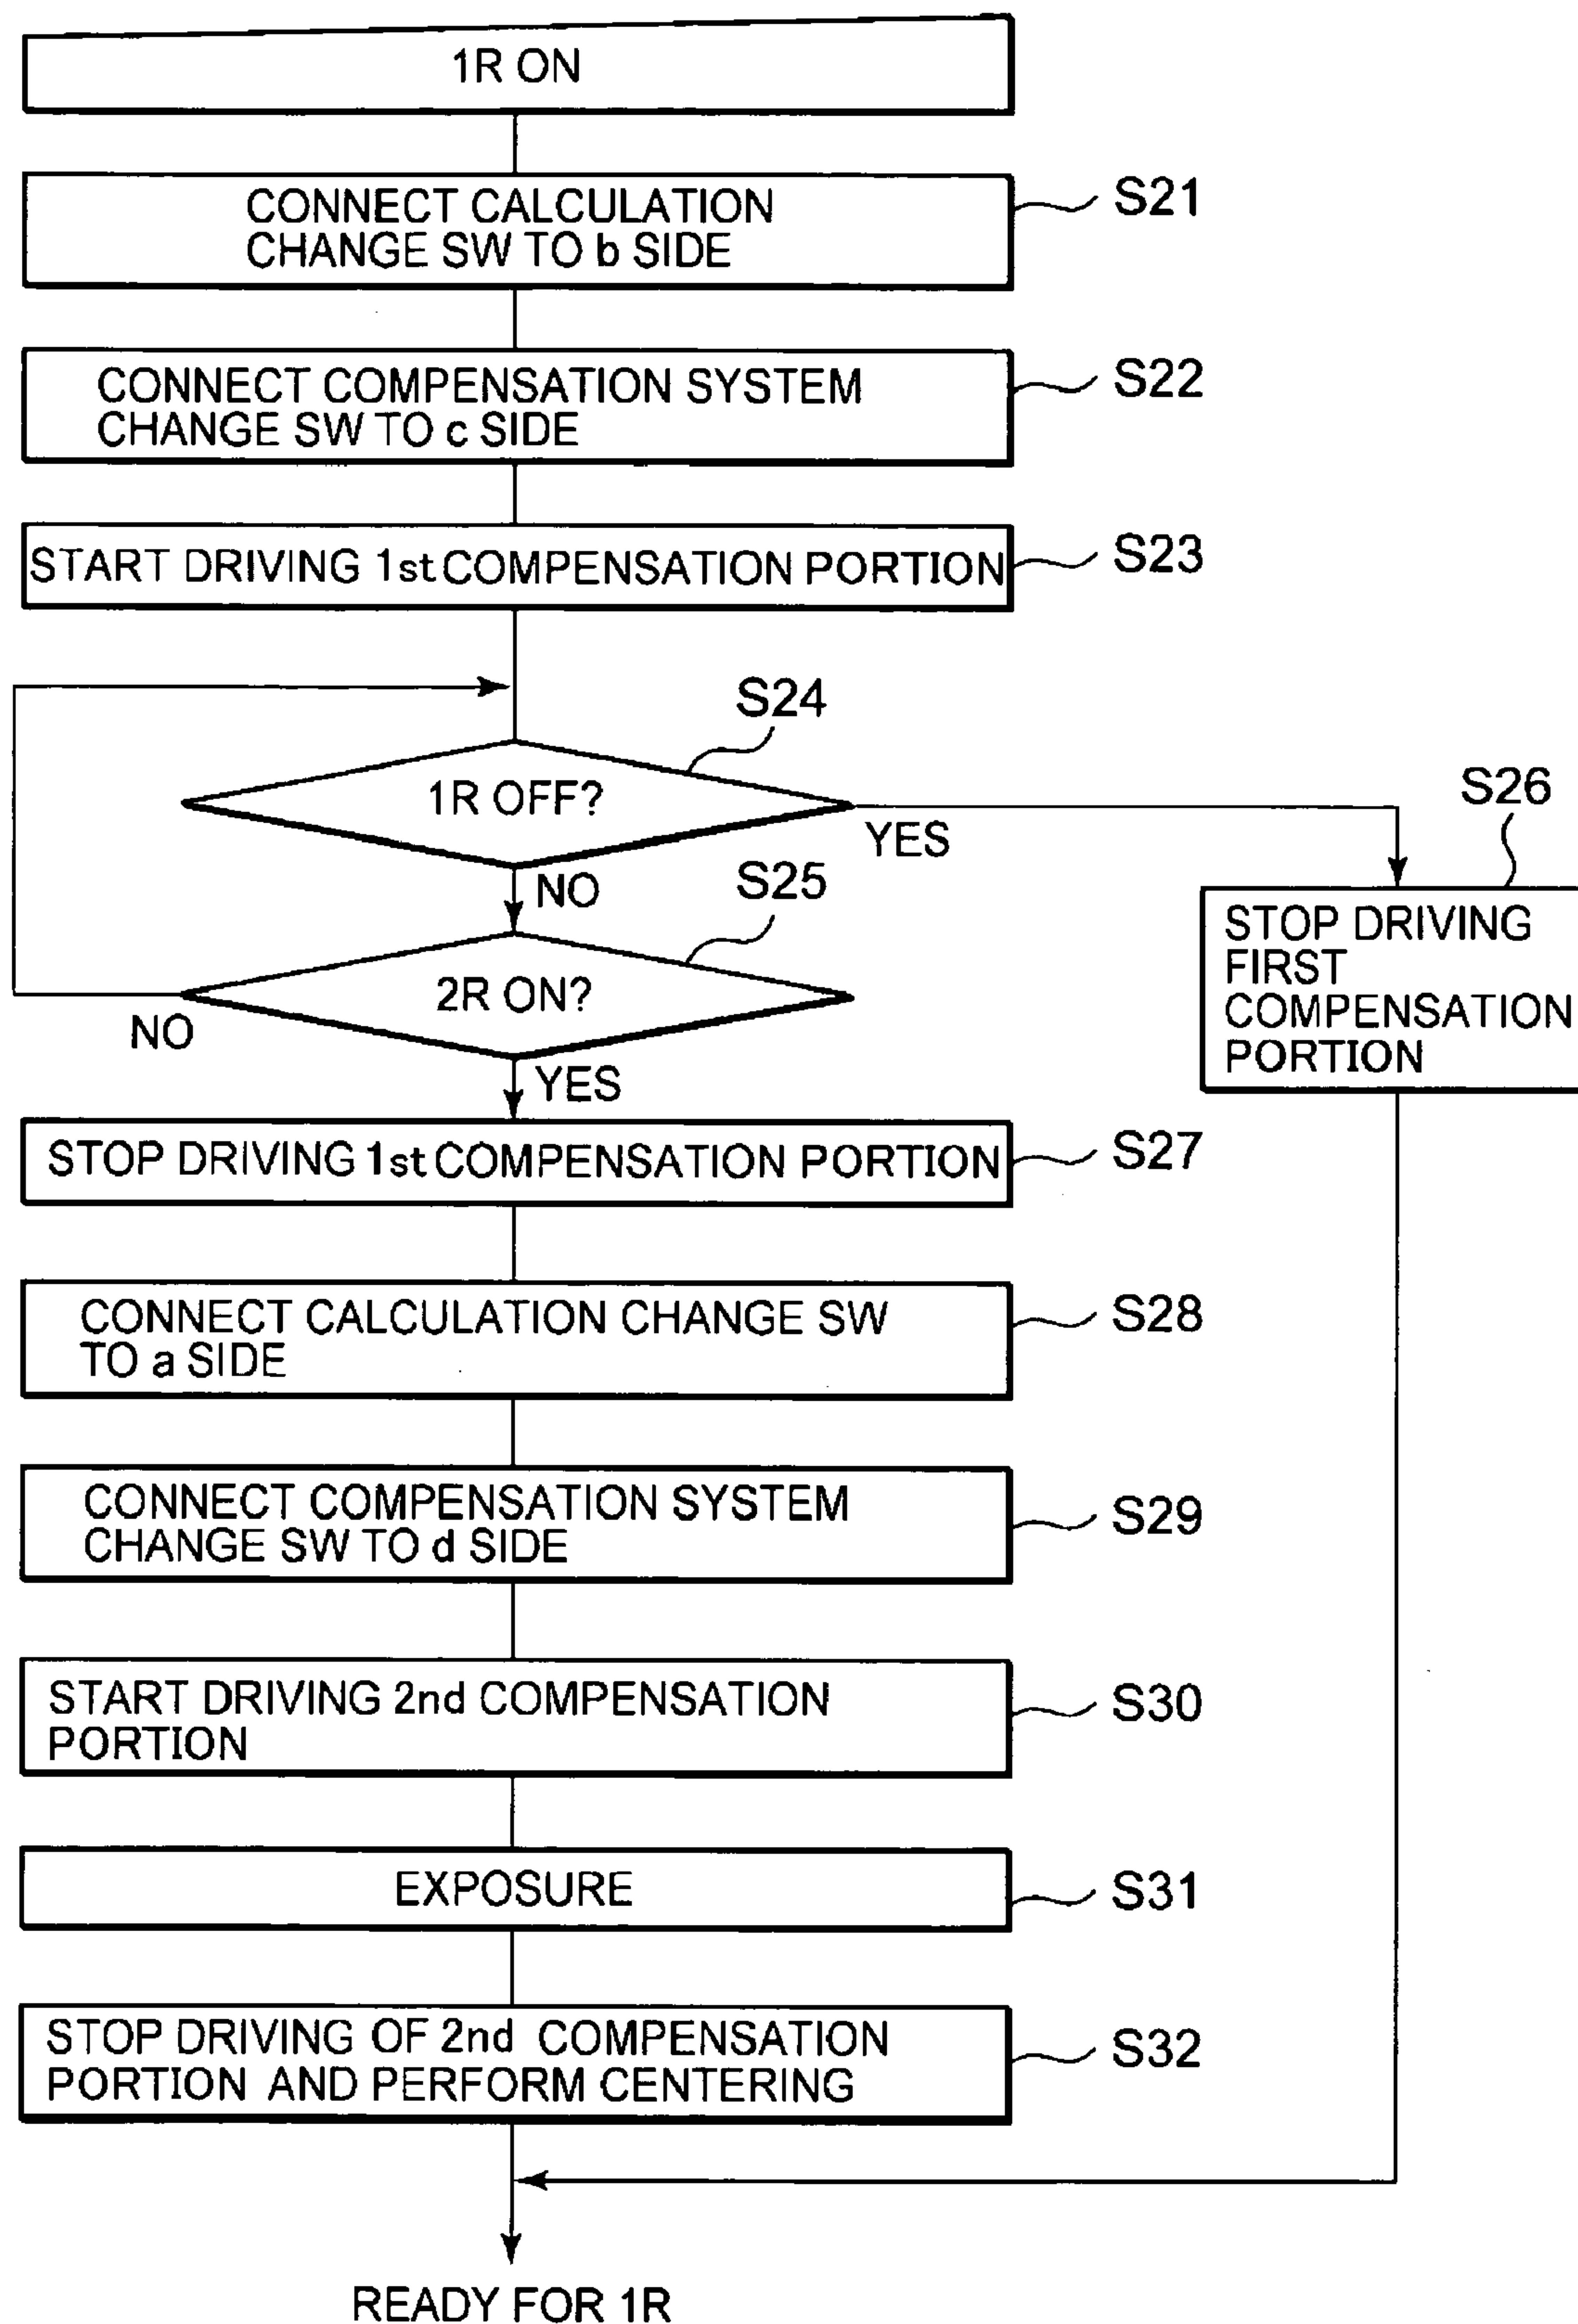 1R ON
CONNECT CALCULATION
CHANGE SW TO b SIDE
S21
CONNECT COMPENSATION SYSTEM
CHANGE SW TO c SIDE
S22
START DRIVING 1st COMPENSATION PORTION
S23
S24
1R OFF?
YES
NO
S26
STOP DRIVING
FIRST
COMPENSATION
PORTION
S25
2R ON?
NO
YES
STOP DRIVING 1st COMPENSATION PORTION
S27
CONNECT CALCULATION CHANGE SW
TO a SIDE
S28
CONNECT COMPENSATION SYSTEM
CHANGE SW TO d SIDE
S29
START DRIVING 2nd COMPENSATION
PORTION
S30
EXPOSURE
S31
STOP DRIVING OF 2nd COMPENSATION
PORTION AND PERFORM CENTERING
S32
READY FOR 1R